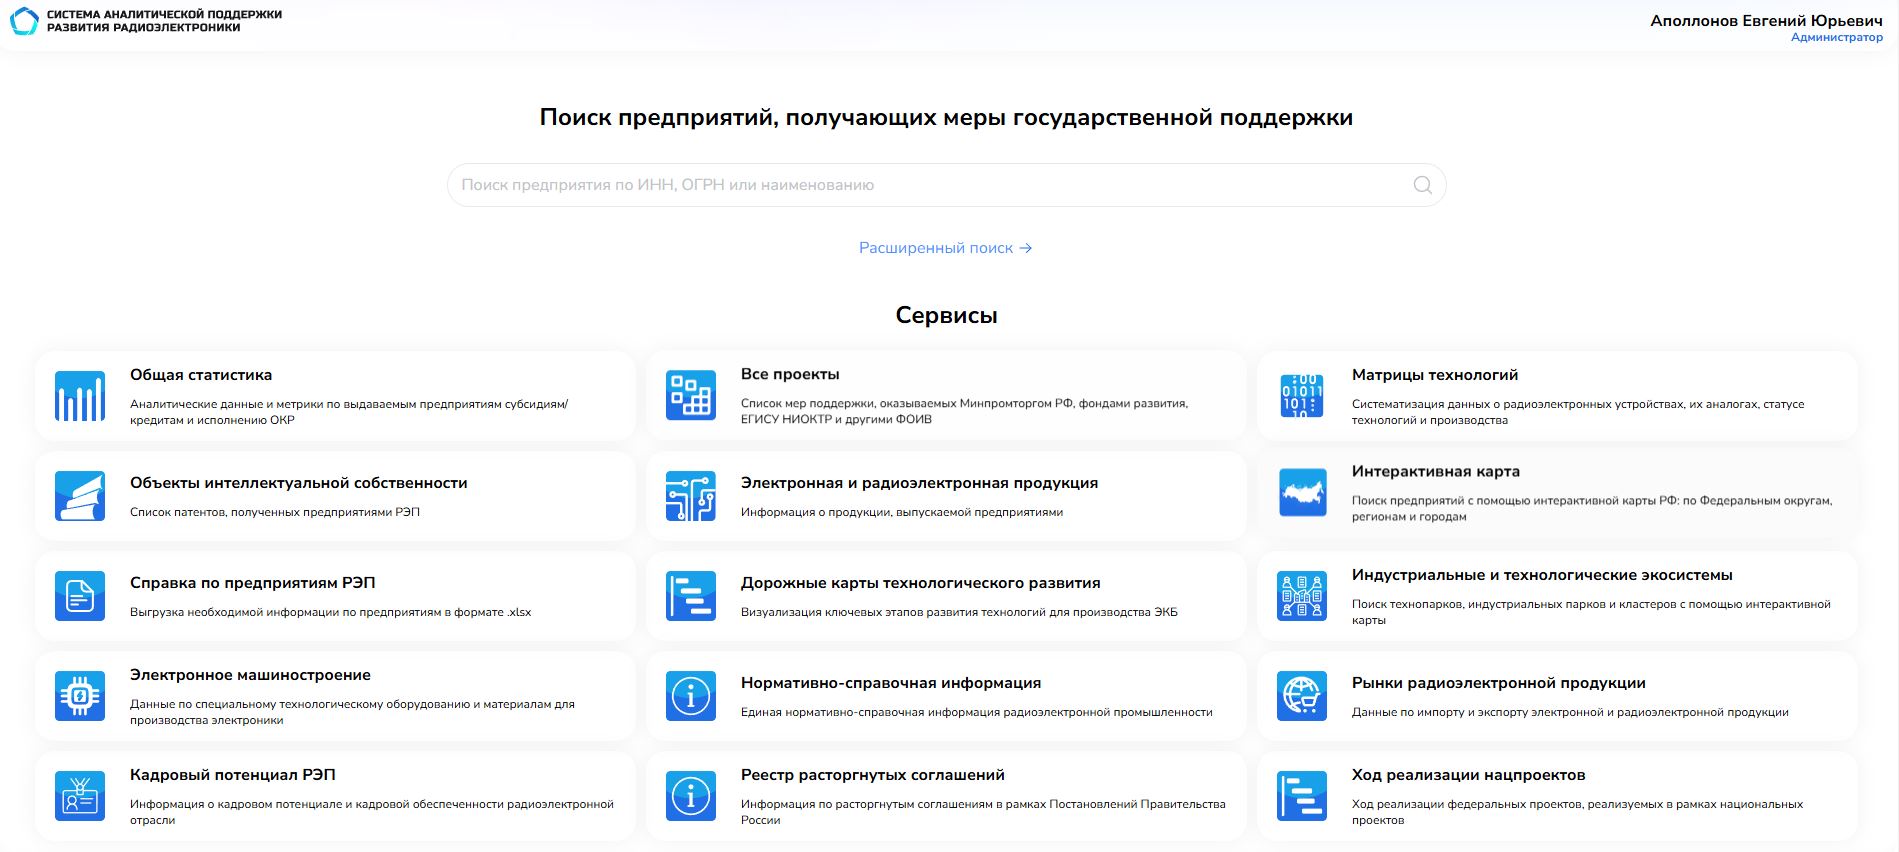 СИСТЕМА АНАЛИТИЧЕСКОЙ ПОДДЕРЖКИ
РАЗВИТИЯ РАДИОЭЛЕКТРОНИКИ
Аполлонов Евгений Юрьевич
Администратор
Поиск предприятий, получающих меры государственной поддержки
Поиск предприятия по ИНН, ОГРН или наименованию
Расширенный поиск →
Сервисы
Общая статистика
Аналитические данные и метрики по выдаваемым предприятиям субсидиям/
кредитам и исполнению ОКР
Все проекты
Список мер поддержки, оказываемых Минпромторгом РФ, фондами развития,
ЕГИСУ НИОКТР и другими ФОИВ
Матрицы технологий
Систематизация данных о радиоэлектронных устройствах, их аналогах, статусе
технологий и производства
Объекты интеллектуальной собственности
Список патентов, полученных предприятиями РЭП
Электронная и радиоэлектронная продукция
Информация о продукции, выпускаемой предприятиями
Интерактивная карта
Поиск предприятий с помощью интерактивной карты РФ: по Федеральным округам,
регионам и городам
Справка по предприятиям РЭП
Выгрузка необходимой информации по предприятиям в формате .xlsx
Дорожные карты технологического развития
Визуализация ключевых этапов развития технологий для производства ЭКБ
Индустриальные и технологические экосистемы
Поиск технопарков, индустриальных парков и кластеров с помощью интерактивной
карты
Электронное машиностроение
Данные по специальному технологическому оборудованию и материалам для
производства электроники
Нормативно-справочная информация
Единая нормативно-справочная информация радиоэлектронной промышленности
Рынки радиоэлектронной продукции
Данные по импорту и экспорту электронной и радиоэлектронной продукции
Кадровый потенциал РЭП
Информация о кадровом потенциале и кадровой обеспеченности радиоэлектронной
отрасли
Реестр расторгнутых соглашений
Информация по расторгнутым соглашениям в рамках Постановлений Правительства
России
Ход реализации нацпроектов
Ход реализации федеральных проектов, реализуемых в рамках национальных
проектов